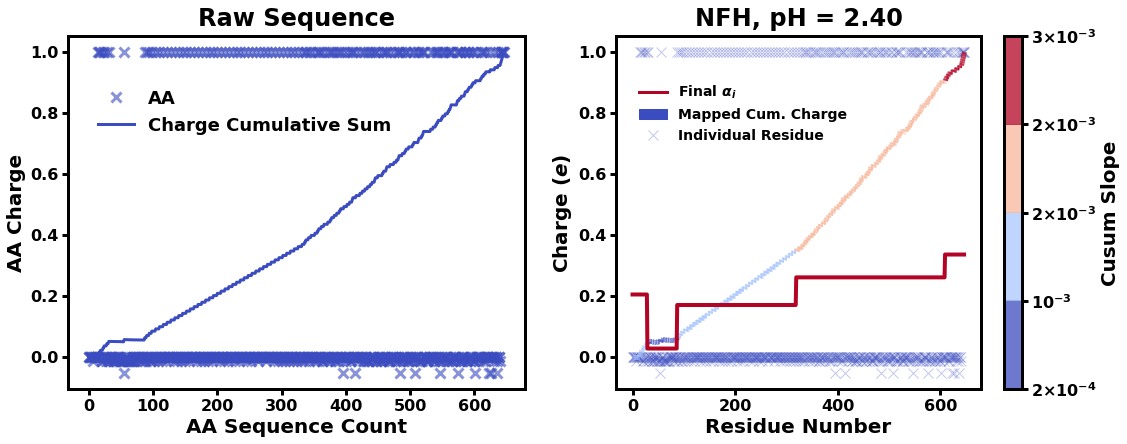 Raw Sequence
AA Charge
1.0
0.8
0.6
0.4
0.2
0.0
AA
Charge Cumulative Sum
0 100 200 300 400 500 600
AA Sequence Count
NFH, pH = 2.40
Charge (e)
1.0
0.8
0.6
0.4
0.2
0.0
Final αᵢ
Mapped Cum. Charge
Individual Residue
0 200 400 600
Residue Number
3×10⁻³
2×10⁻³
2×10⁻³
10⁻³
2×10⁻⁴
Cusum Slope